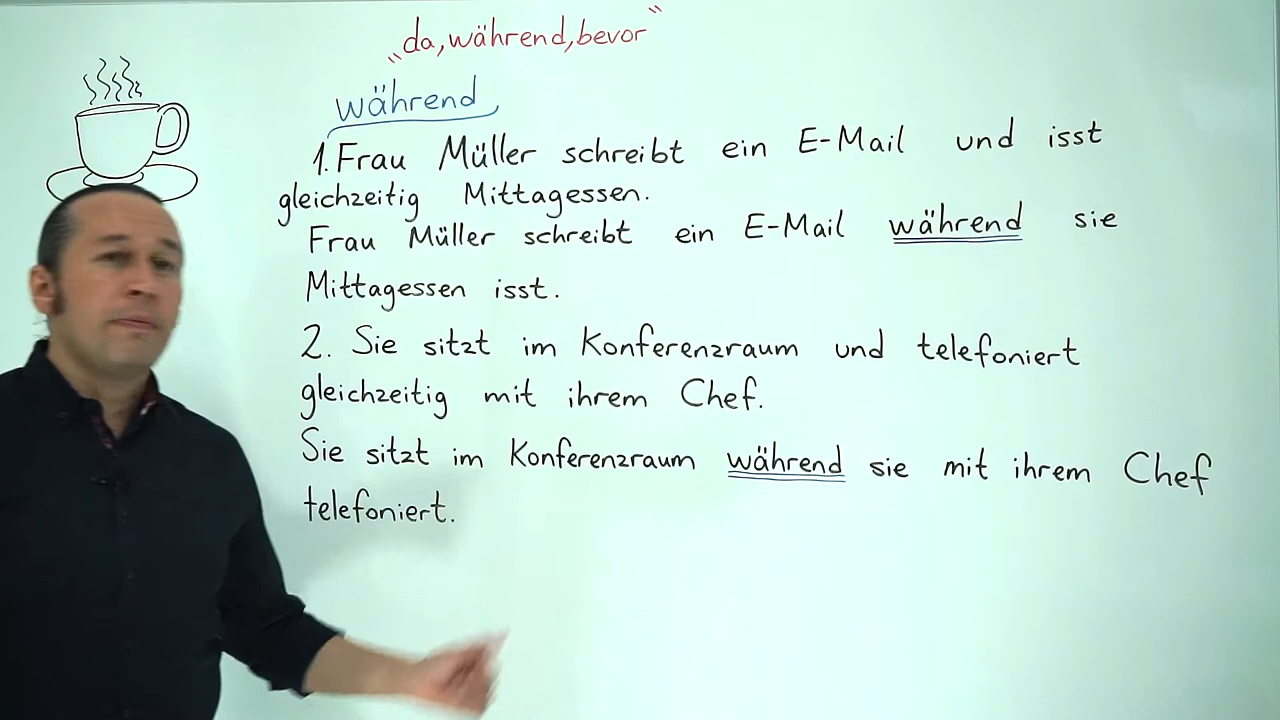 „da, während, bevor“
während
1. Frau Müller schreibt ein E-Mail und isst
gleichzeitig Mittagessen.
Frau Müller schreibt ein E-Mail während sie
Mittagessen isst.
2. Sie sitzt im Konferenzraum und telefoniert
gleichzeitig mit ihrem Chef.
Sie sitzt im Konferenzraum während sie mit ihrem Chef
telefoniert.